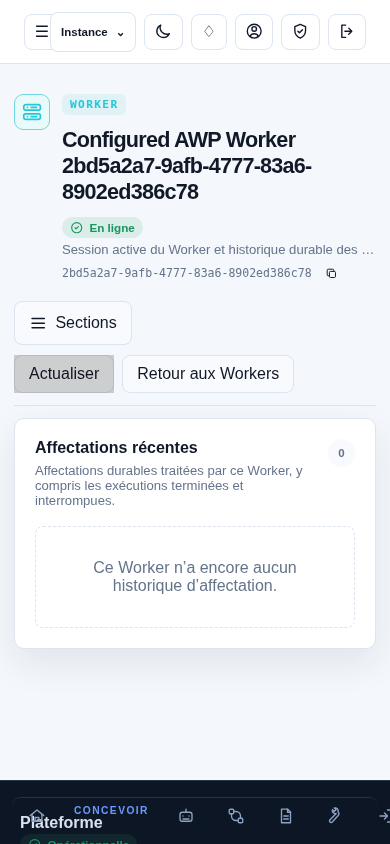 Instance
WORKER
Configured AWP Worker
2bd5a2a7-9afb-4777-83a6-
8902ed386c78
En ligne
Session active du Worker et historique durable des …
2bd5a2a7-9afb-4777-83a6-8902ed386c78
Sections
Actualiser
Retour aux Workers
Affectations récentes
0
Affectations durables traitées par ce Worker, y
compris les exécutions terminées et
interrompues.
Ce Worker n’a encore aucun
historique d’affectation.
CONCEVOIR
Plateforme
Opérationnelle